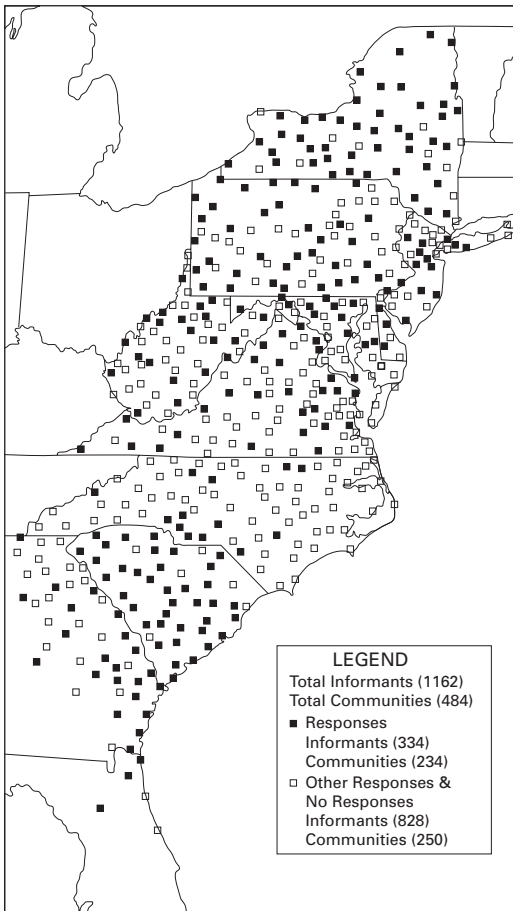 LEGEND
Total Informants (1162)
Total Communities (484)
■ Responses
Informants (334)
Communities (234)
□ Other Responses &
No Responses
Informants (828)
Communities (250)